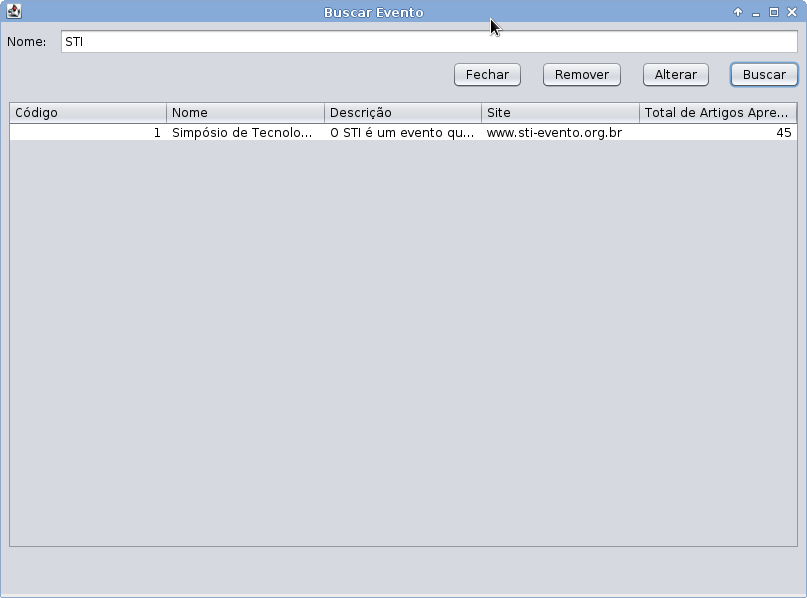 Buscar Evento
Nome: STI
Fechar Remover Alterar Buscar
Código Nome Descrição Site Total de Artigos Apre...
1 Simpósio de Tecnolo... O STI é um evento qu... www.sti-evento.org.br 45